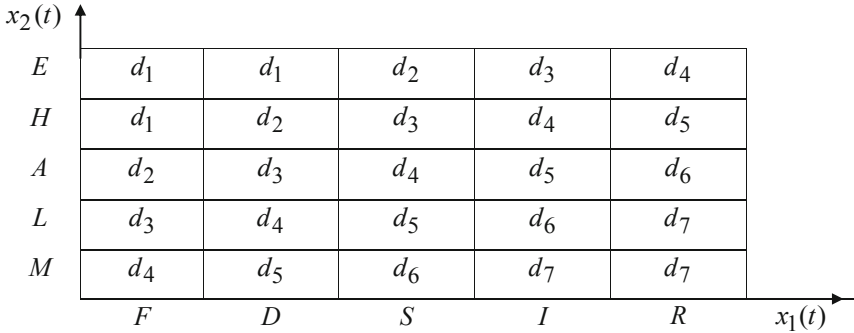 x₂(t)
E d₁ d₁ d₂ d₃ d₄
H d₁ d₂ d₃ d₄ d₅
A d₂ d₃ d₄ d₅ d₆
L d₃ d₄ d₅ d₆ d₇
M d₄ d₅ d₆ d₇ d₇
F D S I R x₁(t)